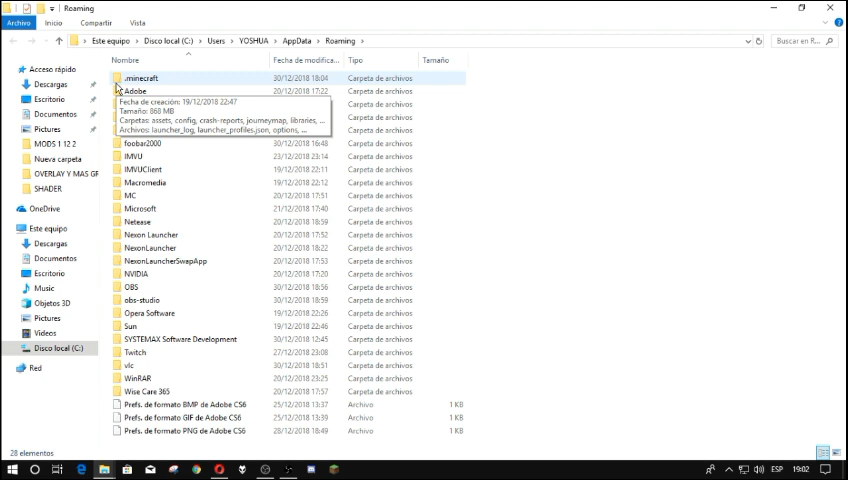 Roaming
Archivo Inicio Compartir Vista
Este equipo › Disco local (C:) › Users › YOSHUA › AppData › Roaming ›
Buscar en R...
Nombre Fecha de modifica... Tipo Tamaño
Acceso rápido
Descargas
Escritorio
Documentos
Pictures
MODS 1 12 2
Nueva carpeta
OVERLAY Y MAS GF
SHADER
OneDrive
Este equipo
Descargas
Documentos
Escritorio
Music
Objetos 3D
Pictures
Videos
Disco local (C:)
Red
.minecraft 30/12/2018 18:04 Carpeta de archivos
Adobe 20/12/2018 17:22 Carpeta de archivos
Fecha de creación: 19/12/2018 22:47
Tamaño: 868 MB
Carpetas: assets, config, crash-reports, journeymap, libraries, ...
Archivos: launcher_log, launcher_profiles.json, options, ...
Carpeta de archivos
Carpeta de archivos
Carpeta de archivos
foobar2000 30/12/2018 16:48 Carpeta de archivos
IMVU 23/12/2018 23:14 Carpeta de archivos
IMVUClient 19/12/2018 22:11 Carpeta de archivos
Macromedia 19/12/2018 22:12 Carpeta de archivos
MC 20/12/2018 17:51 Carpeta de archivos
Microsoft 21/12/2018 17:40 Carpeta de archivos
Netease 20/12/2018 18:59 Carpeta de archivos
Nexon Launcher 20/12/2018 17:52 Carpeta de archivos
NexonLauncher 20/12/2018 18:22 Carpeta de archivos
NexonLauncherSwapApp 20/12/2018 17:53 Carpeta de archivos
NVIDIA 20/12/2018 17:20 Carpeta de archivos
OBS 30/12/2018 18:56 Carpeta de archivos
obs-studio 30/12/2018 18:59 Carpeta de archivos
Opera Software 19/12/2018 22:26 Carpeta de archivos
Sun 19/12/2018 22:46 Carpeta de archivos
SYSTEMAX Software Development 30/12/2018 12:45 Carpeta de archivos
Twitch 27/12/2018 23:08 Carpeta de archivos
vlc 30/12/2018 18:51 Carpeta de archivos
WinRAR 20/12/2018 23:25 Carpeta de archivos
Wise Care 365 20/12/2018 17:57 Carpeta de archivos
Prefs. de formato BMP de Adobe CS6 25/12/2018 13:37 Archivo 1 KB
Prefs. de formato GIF de Adobe CS6 25/12/2018 13:39 Archivo 1 KB
Prefs. de formato PNG de Adobe CS6 28/12/2018 18:49 Archivo 1 KB
28 elementos
ESP 19:02